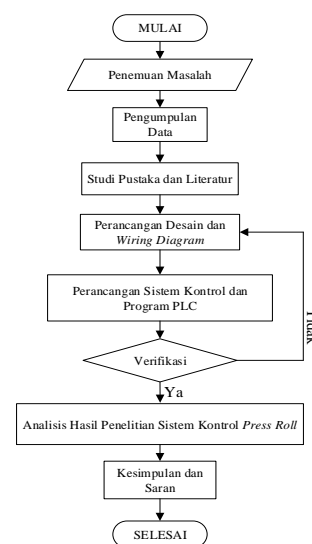 MULAI
Penemuan Masalah
Pengumpulan
Data
Studi Pustaka dan Literatur
Perancangan Desain dan
Wiring Diagram
Perancangan Sistem Kontrol dan
Program PLC
Verifikasi
Tidak
Ya
Analisis Hasil Penelitian Sistem Kontrol Press Roll
Kesimpulan dan
Saran
SELESAI